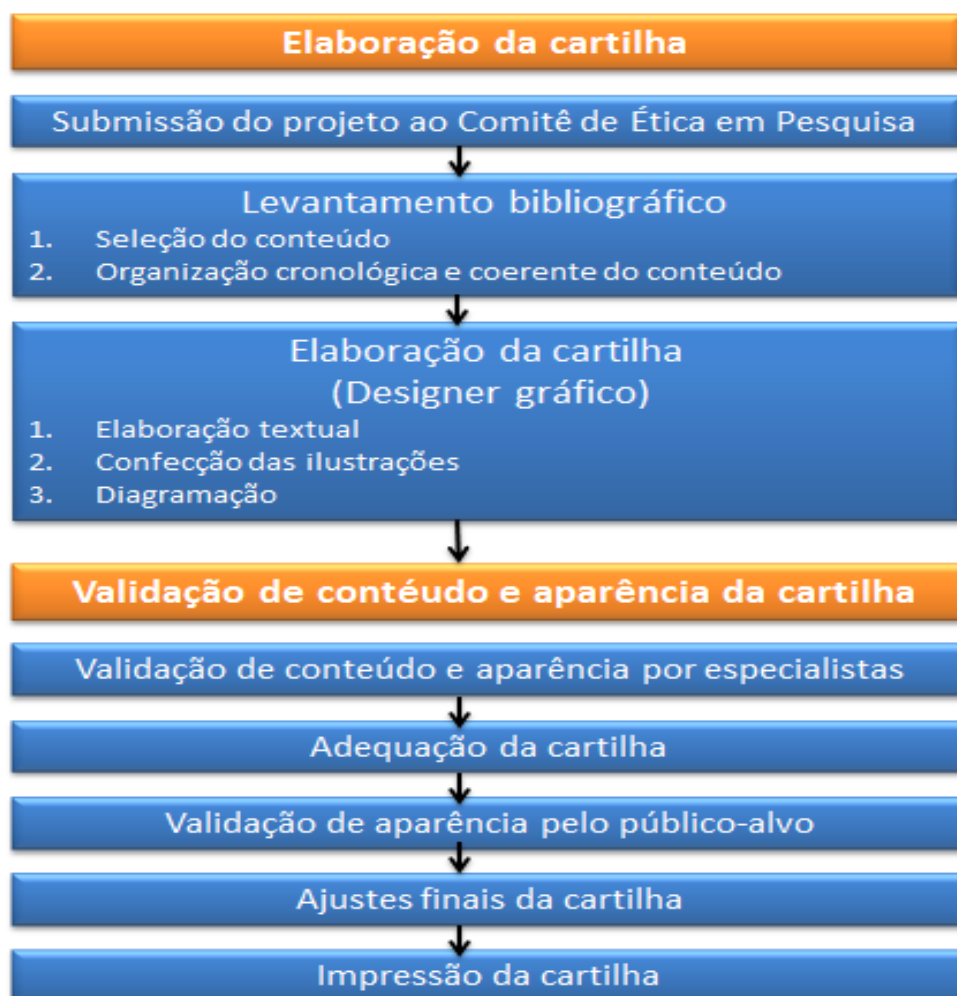 Elaboração da cartilha
Submissão do projeto ao Comitê de Ética em Pesquisa
Levantamento bibliográfico
1. Seleção do conteúdo
2. Organização cronológica e coerente do conteúdo
Elaboração da cartilha
(Designer gráfico)
1. Elaboração textual
2. Confecção das ilustrações
3. Diagramação
Validação de contéudo e aparência da cartilha
Validação de conteúdo e aparência por especialistas
Adequação da cartilha
Validação de aparência pelo público-alvo
Ajustes finais da cartilha
Impressão da cartilha